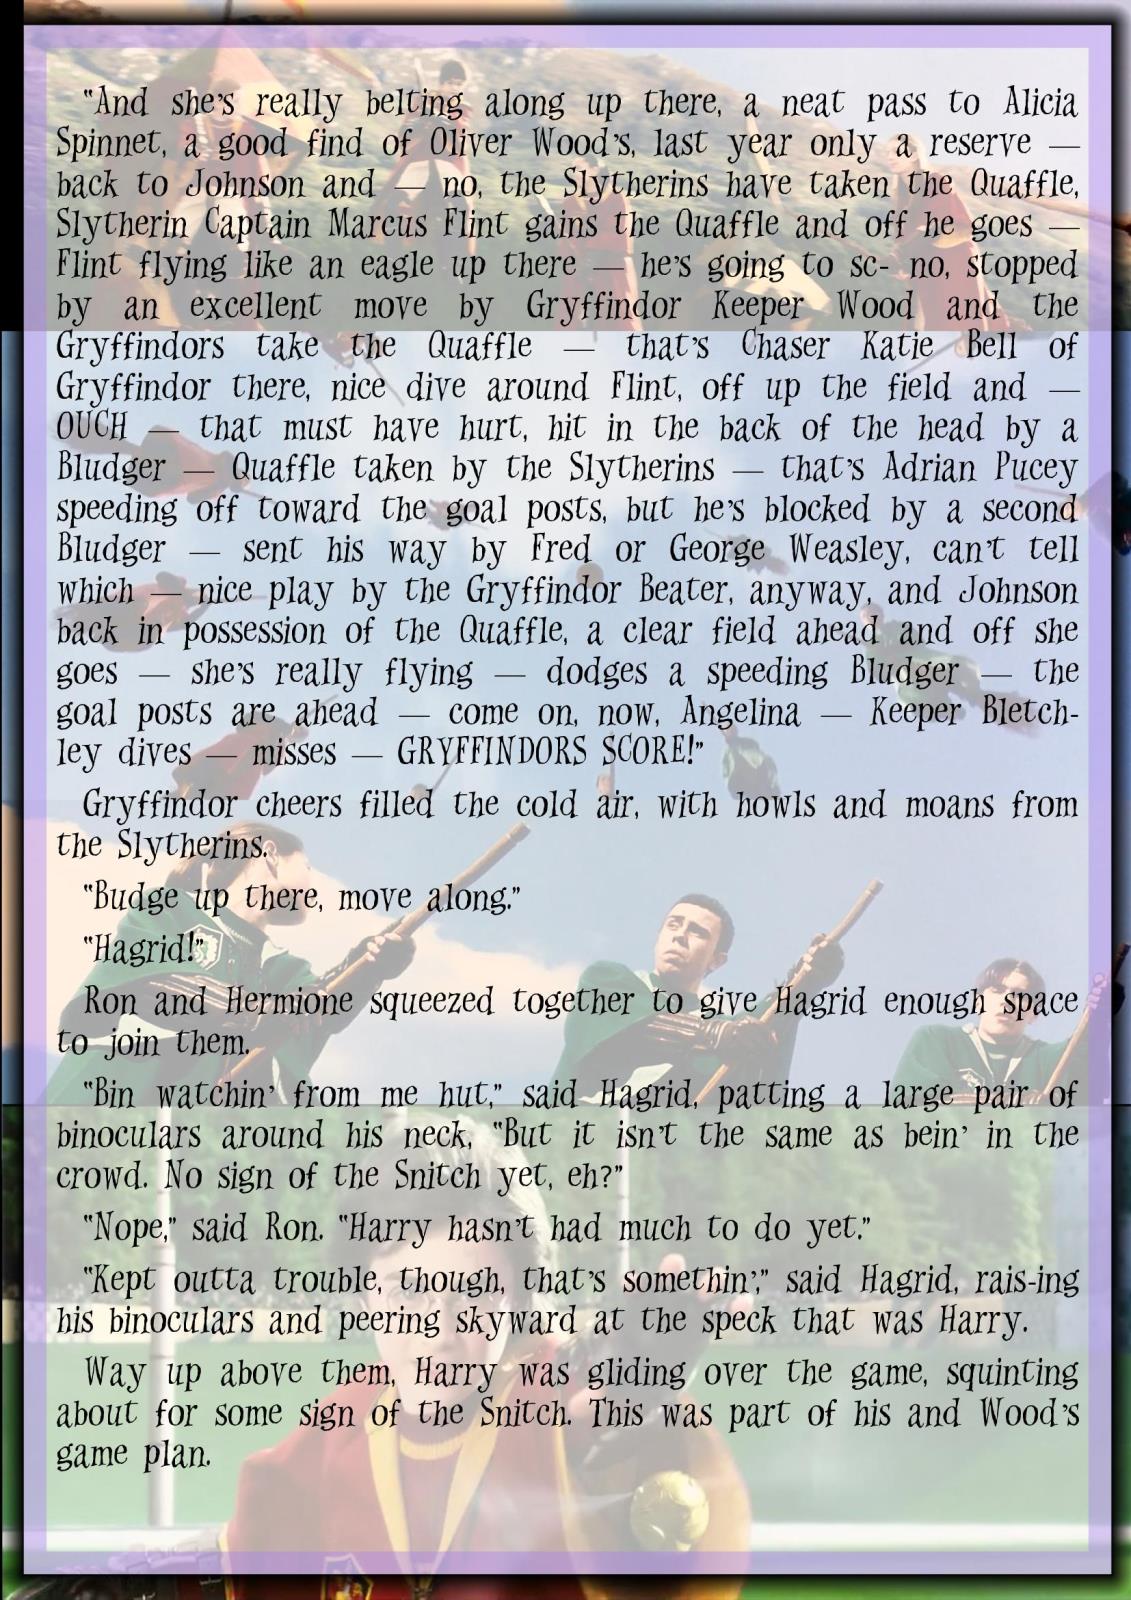 "And she's really belting along up there, a neat pass to Alicia
Spinnet, a good find of Oliver Wood's, last year only a reserve —
back to Johnson and — no, the Slytherins have taken the Quaffle,
Slytherin Captain Marcus Flint gains the Quaffle and off he goes —
Flint flying like an eagle up there — he's going to sc- no, stopped
by an excellent move by Gryffindor Keeper Wood and the
Gryffindors take the Quaffle — that's Chaser Katie Bell of
Gryffindor there, nice dive around Flint, off up the field and —
OUCH — that must have hurt, hit in the back of the head by a
Bludger — Quaffle taken by the Slytherins — that's Adrian Pucey
speeding off toward the goal posts, but he's blocked by a second
Bludger — sent his way by Fred or George Weasley, can't tell
which — nice play by the Gryffindor Beater, anyway, and Johnson
back in possession of the Quaffle, a clear field ahead and off she
goes — she's really flying — dodges a speeding Bludger — the
goal posts are ahead — come on, now, Angelina — Keeper Bletch-
ley dives — misses — GRYFFINDORS SCORE!"
Gryffindor cheers filled the cold air, with howls and moans from
the Slytherins.
"Budge up there, move along."
"Hagrid!"
Ron and Hermione squeezed together to give Hagrid enough space
to join them.
"Bin watchin' from me hut," said Hagrid, patting a large pair of
binoculars around his neck, "But it isn't the same as bein' in the
crowd. No sign of the Snitch yet, eh?"
"Nope," said Ron. "Harry hasn't had much to do yet."
"Kept outta trouble, though, that's somethin'," said Hagrid, rais-ing
his binoculars and peering skyward at the speck that was Harry.
Way up above them, Harry was gliding over the game, squinting
about for some sign of the Snitch. This was part of his and Wood's
game plan.